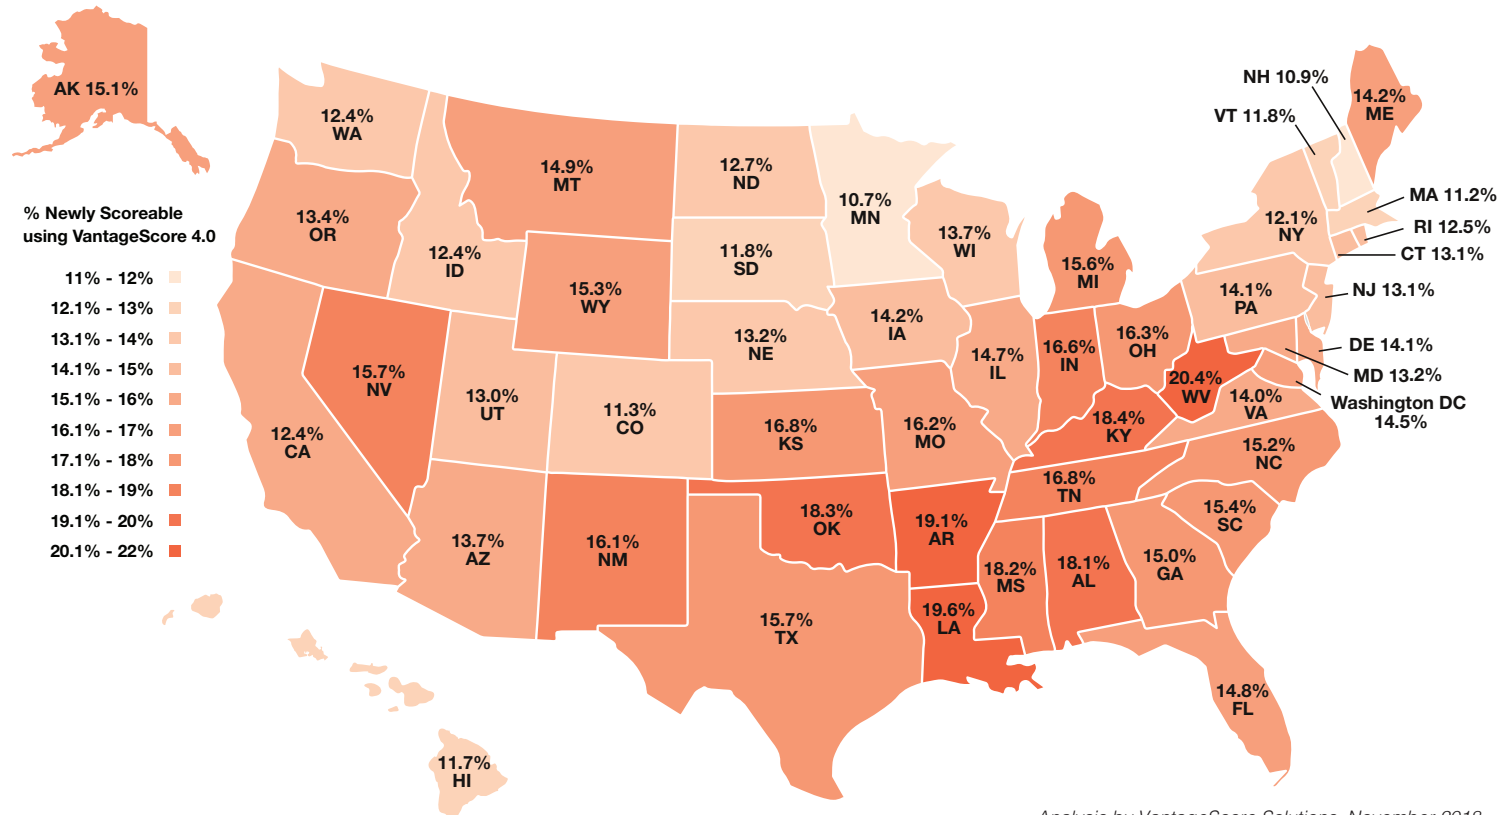 AK 15.1%
% Newly Scoreable
using VantageScore 4.0
11% - 12%
12.1% - 13%
13.1% - 14%
14.1% - 15%
15.1% - 16%
16.1% - 17%
17.1% - 18%
18.1% - 19%
19.1% - 20%
20.1% - 22%
12.4%
WA
13.4%
OR
12.4%
ID
14.9%
MT
15.3%
WY
12.7%
ND
11.8%
SD
13.2%
NE
10.7%
MN
13.7%
WI
14.2%
IA
14.7%
IL
15.6%
MI
16.6%
IN
16.3%
OH
14.1%
PA
12.1%
NY
VT 11.8%
NH 10.9%
14.2%
ME
MA 11.2%
RI 12.5%
CT 13.1%
NJ 13.1%
DE 14.1%
MD 13.2%
Washington DC
14.5%
12.4%
CA
15.7%
NV
13.0%
UT
11.3%
CO
16.8%
KS
16.2%
MO
18.4%
KY
20.4%
WV
14.0%
VA
15.2%
NC
16.8%
TN
15.4%
SC
13.7%
AZ
16.1%
NM
18.3%
OK
19.1%
AR
18.2%
MS
18.1%
AL
15.0%
GA
15.7%
TX
19.6%
LA
14.8%
FL
11.7%
HI
Analysis by VantageScore Solutions, November 2018